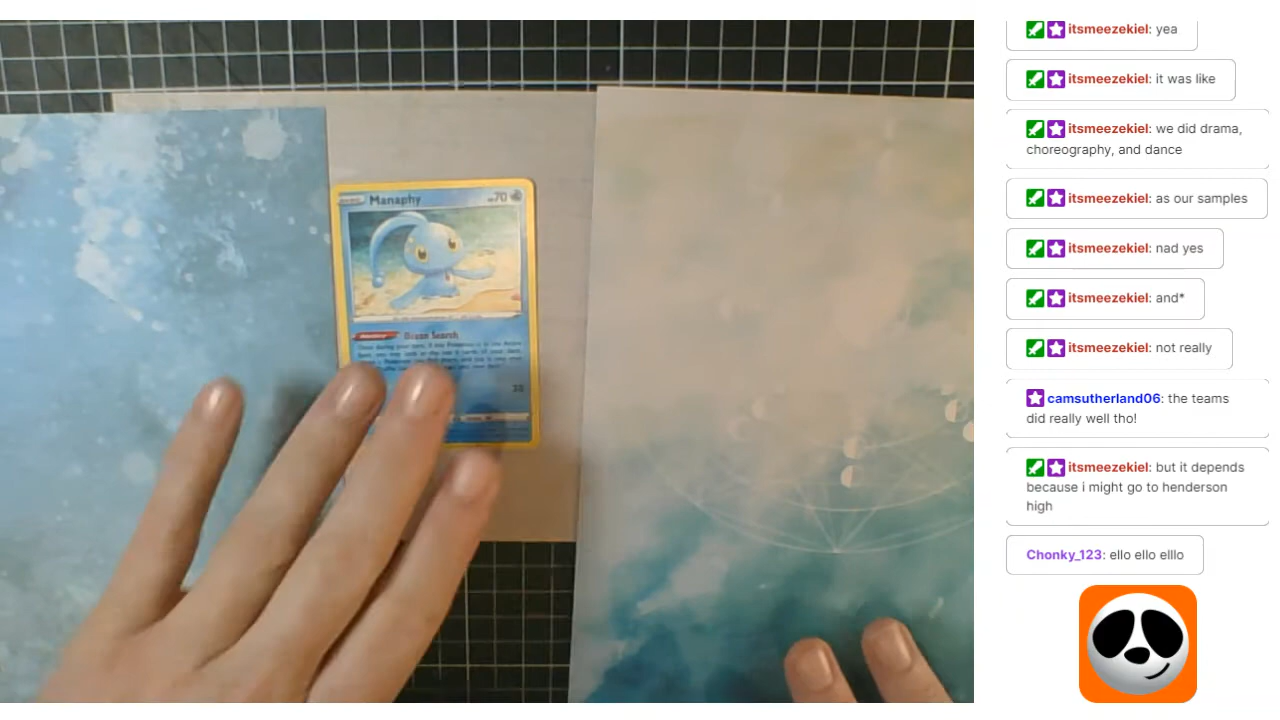 Manaphy
70
Ocean Search
30
itsmeezekiel: yea
itsmeezekiel: it was like
itsmeezekiel: we did drama,
choreography, and dance
itsmeezekiel: as our samples
itsmeezekiel: nad yes
itsmeezekiel: and*
itsmeezekiel: not really
camsutherland06: the teams
did really well tho!
itsmeezekiel: but it depends
because i might go to henderson
high
Chonky_123: ello ello elllo